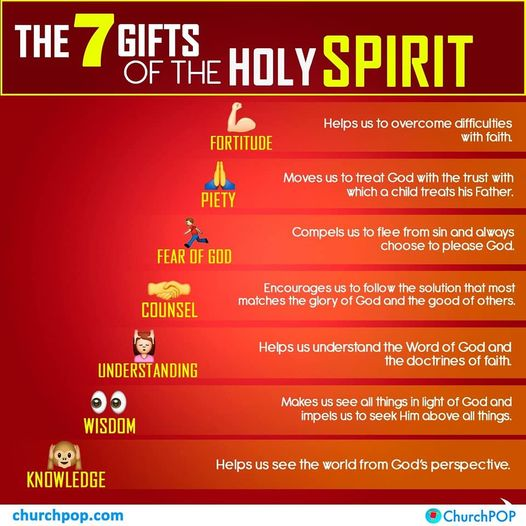 THE 7 GIFTS
OF THE HOLY SPIRIT
FORTITUDE
Helps us to overcome difficulties
with faith.
PIETY
Moves us to treat God with the trust with
which a child treats his Father.
FEAR OF GOD
Compels us to flee from sin and always
choose to please God.
COUNSEL
Encourages us to follow the solution that most
matches the glory of God and the good of others.
UNDERSTANDING
Helps us understand the Word of God and
the doctrines of faith.
WISDOM
Makes us see all things in light of God and
impels us to seek Him above all things.
KNOWLEDGE
Helps us see the world from God's perspective.
churchpop.com
ChurchPOP